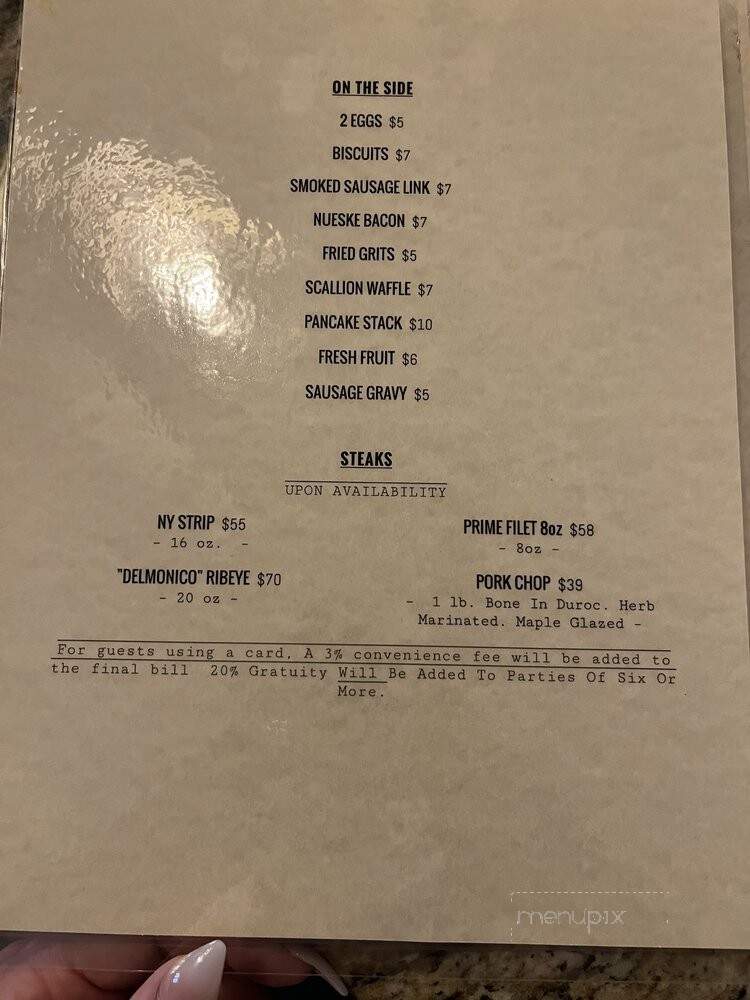 ON THE SIDE
2 EGGS $5
BISCUITS $7
SMOKED SAUSAGE LINK $7
NUESKE BACON $7
FRIED GRITS $5
SCALLION WAFFLE $7
PANCAKE STACK $10
FRESH FRUIT $6
SAUSAGE GRAVY $5
STEAKS
UPON AVAILABILITY
NY STRIP $55
- 16 oz. -
"DELMONICO" RIBEYE $70
- 20 oz -
PRIME FILET 8oz $58
- 8oz -
PORK CHOP $39
- 1 lb. Bone In Duroc. Herb
Marinated. Maple Glazed -
For guests using a card, A 3% convenience fee will be added to
the final bill 20% Gratuity Will Be Added To Parties Of Six Or
More.
menupix